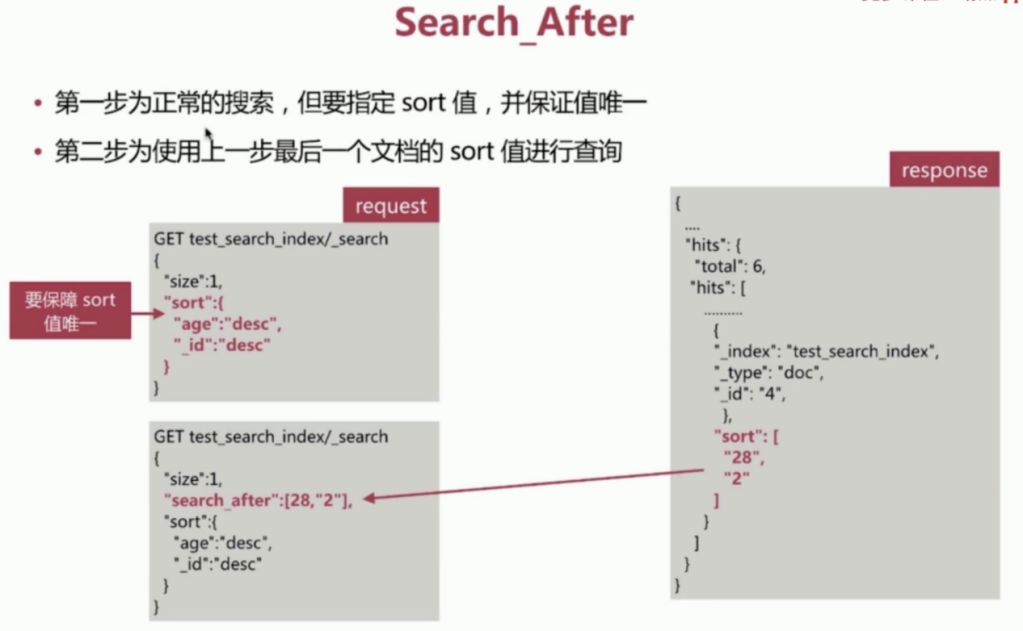 Search_After
• 第一步为正常的搜索，但要指定 sort 值，并保证值唯一
• 第二步为使用上一步最后一个文档的 sort 值进行查询
request
GET test_search_index/_search
{
"size":1,
"sort":{
"age":"desc",
"_id":"desc"
}
}
要保障 sort
值唯一
GET test_search_index/_search
{
"size":1,
"search_after":[28,"2"],
"sort":{
"age":"desc",
"_id":"desc"
}
}
response
{
....
"hits": {
"total": 6,
"hits": [
..........
{
"_index": "test_search_index",
"_type": "doc",
"_id": "4",
},
"sort": [
"28",
"2"
]
}
]
}
}